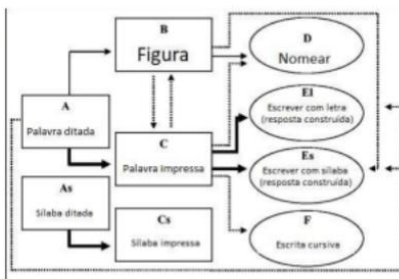 B
Figura
D
Nomear
A
Palavra ditada
El
Escrever com letra
(resposta construída)
C
Palavra impressa
Es
Escrever com sílaba
(resposta construída)
As
Sílaba ditada
Cs
Sílaba impressa
F
Escrita cursiva